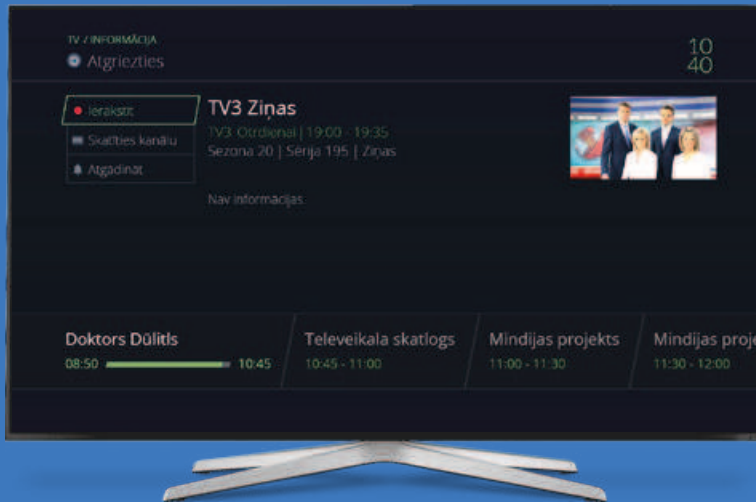 TV / INFORMĀCIJA
Atgriezties
10
40
Ierakstīt
Skatīties kanālu
Atgādināt
TV3 Ziņas
TV3 Otrdienai | 19:00 - 19:35
Sezona 20 | Sērija 195 | Ziņas
Nav informācijas
Doktors Dūlitls
08:50
10:45
Televeikala skatlogs
10:45 - 11:00
Mindijas projekts
11:00 - 11:30
Mindijas proje
11:30 - 12:00